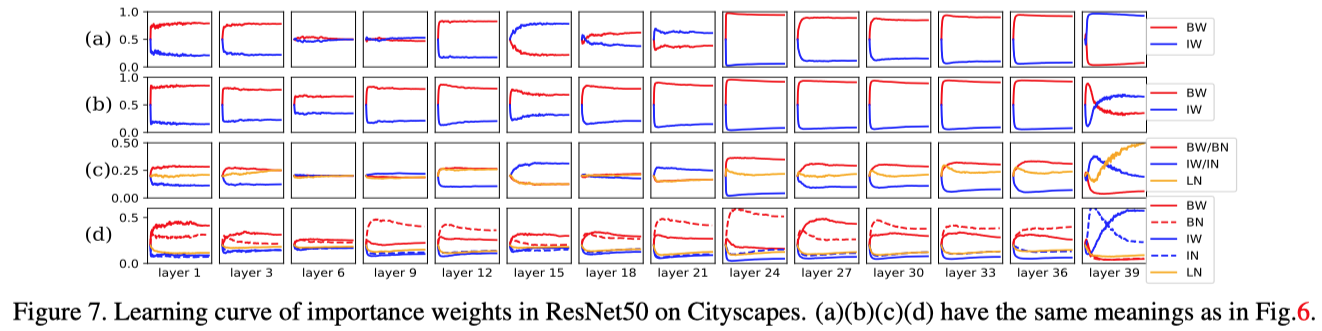 1.0
(a) 0.5
BW
IW
0.0
1.0
(b) 0.5
BW
IW
0.0
0.50
(c) 0.25
BW/BN
IW/IN
LN
0.00
(d) 0.5
BW
BN
IW
IN
LN
0.0
layer 1 layer 3 layer 6 layer 9 layer 12 layer 15 layer 18 layer 21 layer 24 layer 27 layer 30 layer 33 layer 36 layer 39
Figure 7. Learning curve of importance weights in ResNet50 on Cityscapes. (a)(b)(c)(d) have the same meanings as in Fig.6.